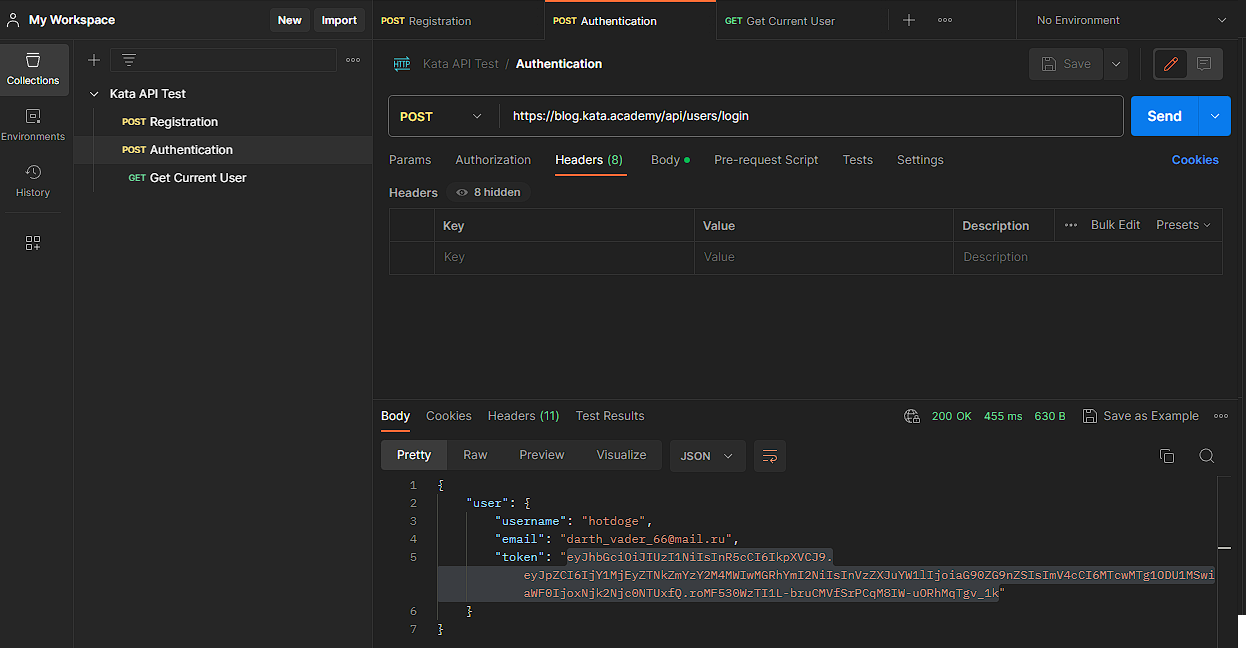 My Workspace
New
Import
POST Registration
POST Authentication
GET Get Current User
No Environment
Collections
Environments
History
Kata API Test
POST Registration
POST Authentication
GET Get Current User
HTTP
Kata API Test / Authentication
Save
POST
https://blog.kata.academy/api/users/login
Send
Params
Authorization
Headers (8)
Body
Pre-request Script
Tests
Settings
Cookies
Headers
8 hidden
Key
Value
Description
Bulk Edit
Presets
Key
Value
Description
Body
Cookies
Headers (11)
Test Results
200 OK
455 ms
630 B
Save as Example
Pretty
Raw
Preview
Visualize
JSON
1 {
2 "user": {
3 "username": "hotdoge",
4 "email": "darth_vader_66@mail.ru",
5 "token": "eyJhbGciOiJIUzI1NiIsInR5cCI6IkpXVCJ9.
eyJpZCI6IjY1MjEyZTNkZmYzY2M4MWIwMGRhYmI2NiIsInVzZXJuYW1lIjoiaG90ZG9nZSIsImV4cCI6MTcwMTg1ODU1MSwi
aWF0IjoxNjk2Njc0NTUxfQ.roMF530WzTI1L-bruCMVfSrPCqM8IW-uORhMqTgv_1k"
6 }
7 }